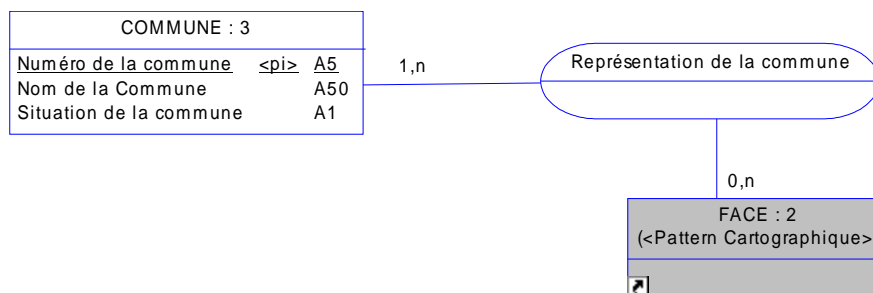 COMMUNE : 3
Numéro de la commune <pi> A5
Nom de la Commune A50
Situation de la commune A1
1,n
Représentation de la commune
0,n
FACE : 2
(<Pattern Cartographique>